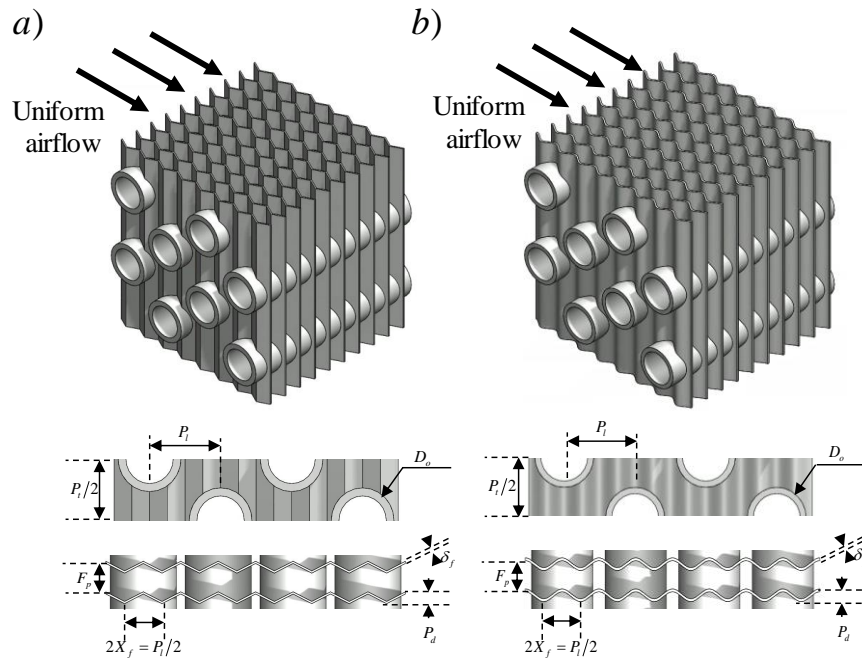 a)
b)
Uniform
airflow
Uniform
airflow
P_l
D_o
P_t/2
F_p
δ_f
P_d
2X_f = P_l/2
P_l
D_o
P_t/2
F_p
δ
P_d
2X_f = P_l/2